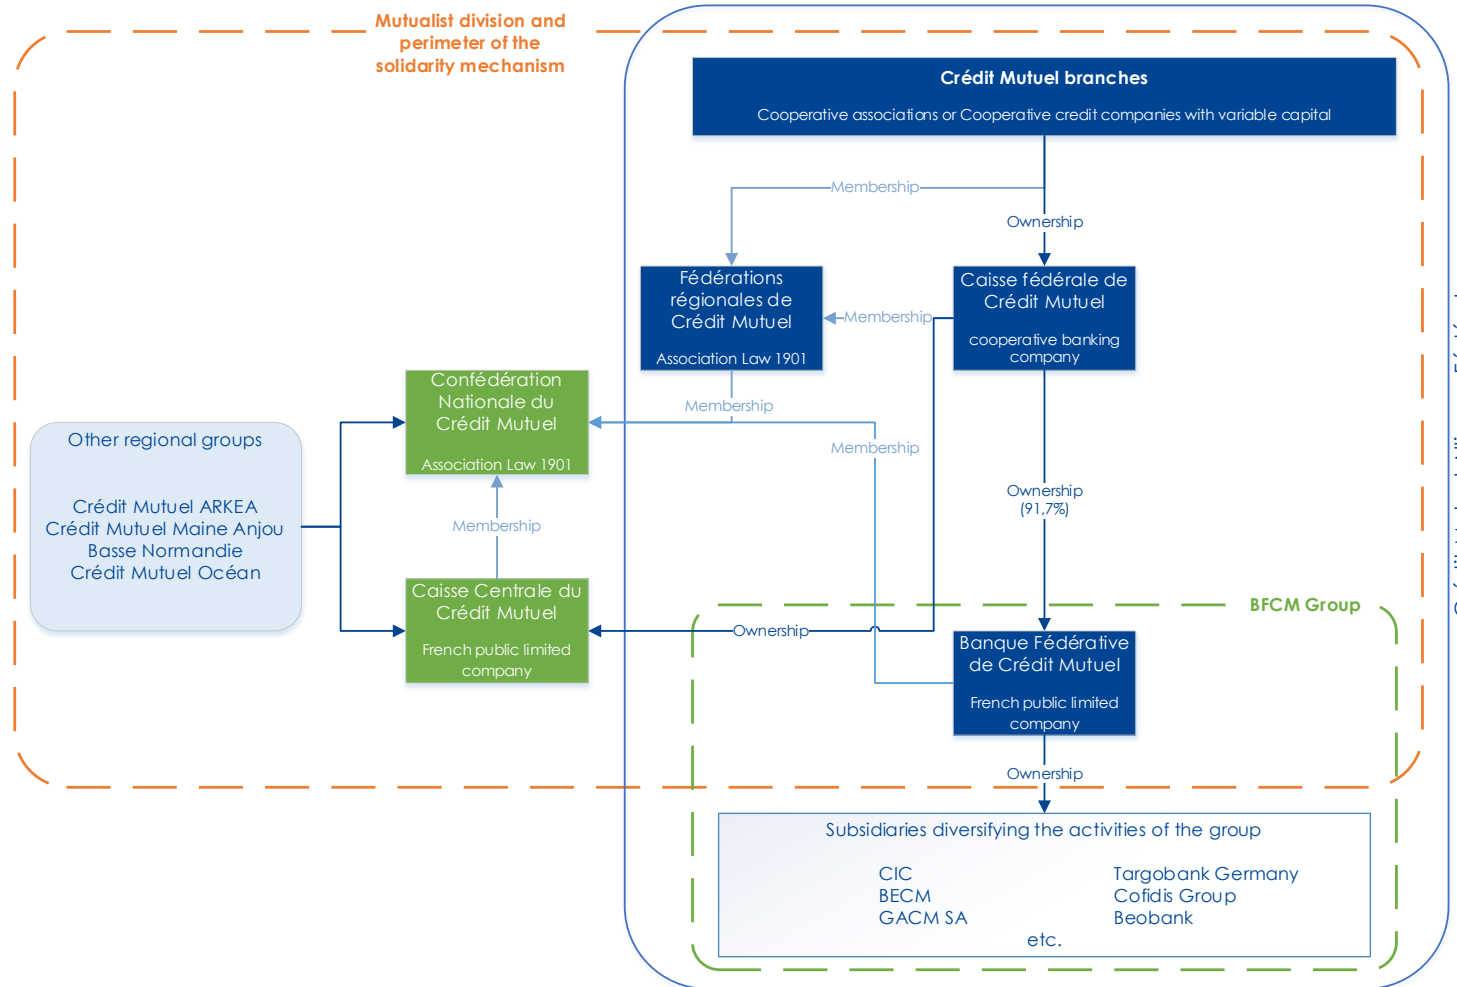 Mutualist division and
perimeter of the
solidarity mechanism
Crédit Mutuel branches
Cooperative associations or Cooperative credit companies with variable capital
Membership
Ownership
Fédérations
régionales de
Crédit Mutuel
Association Law 1901
Membership
Caisse fédérale de
Crédit Mutuel
cooperative banking
company
Membership
Confédération
Nationale du
Crédit Mutuel
Association Law 1901
Membership
Other regional groups
Crédit Mutuel ARKEA
Crédit Mutuel Maine Anjou
Basse Normandie
Crédit Mutuel Océan
Membership
Ownership
(91,7%)
Caisse Centrale du
Crédit Mutuel
French public limited
company
Ownership
BFCM Group
Banque Fédérative
de Crédit Mutuel
French public limited
company
Ownership
Subsidiaries diversifying the activities of the group
CIC
BECM
GACM SA
Targobank Germany
Cofidis Group
Beobank
etc.